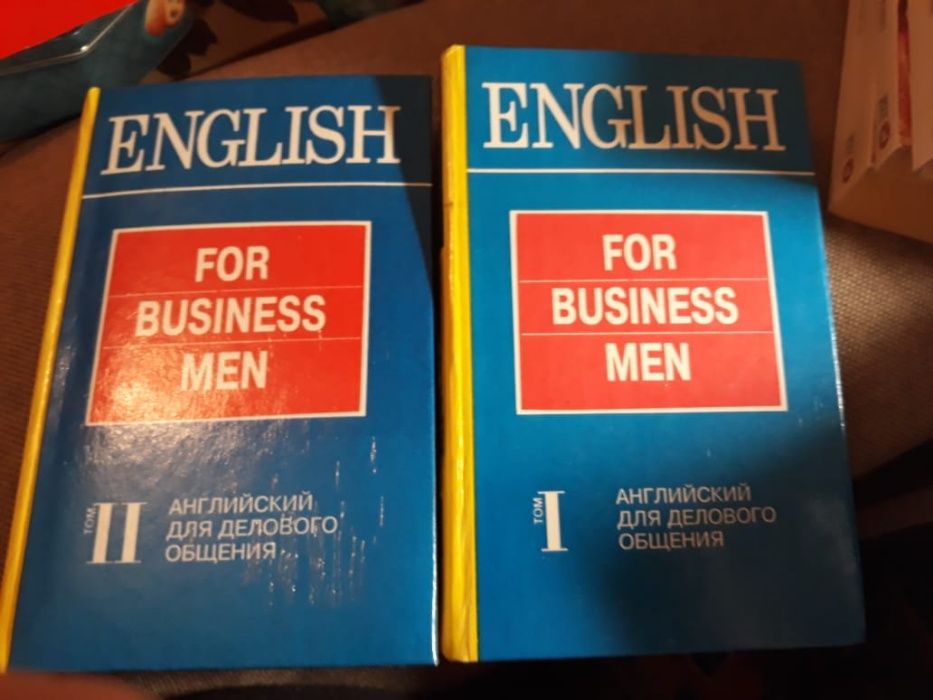 ENGLISH
FOR
BUSINESS
MEN
ТОМ II
АНГЛИЙСКИЙ
ДЛЯ ДЕЛОВОГО
ОБЩЕНИЯ
ENGLISH
FOR
BUSINESS
MEN
ТОМ I
АНГЛИЙСКИЙ
ДЛЯ ДЕЛОВОГО
ОБЩЕНИЯ